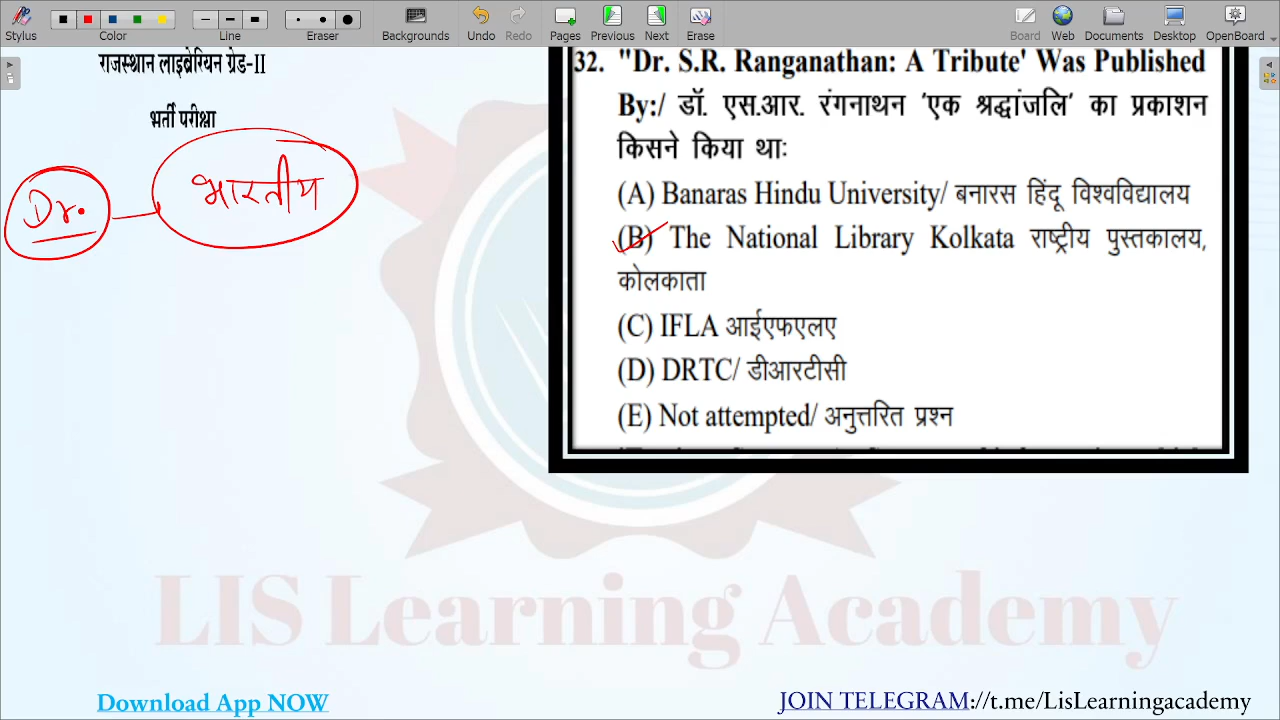 Stylus
Color
Line
Eraser
Backgrounds
Undo
Redo
Pages
Previous
Next
Erase
Board
Web
Documents
Desktop
OpenBoard
राजस्थान लाइब्रेरियन ग्रेड-II
भर्ती परीक्षा
Dr.
भारतीय
32. "Dr. S.R. Ranganathan: A Tribute' Was Published
By:/ डॉ. एस.आर. रंगनाथन 'एक श्रद्धांजलि' का प्रकाशन
किसने किया था:
(A) Banaras Hindu University/ बनारस हिंदू विश्वविद्यालय
(B) The National Library Kolkata राष्ट्रीय पुस्तकालय,
कोलकाता
(C) IFLA आईएफएलए
(D) DRTC/ डीआरटीसी
(E) Not attempted/ अनुत्तरित प्रश्न
LIS Learning Academy
Download App NOW
JOIN TELEGRAM://t.me/LisLearningacademy